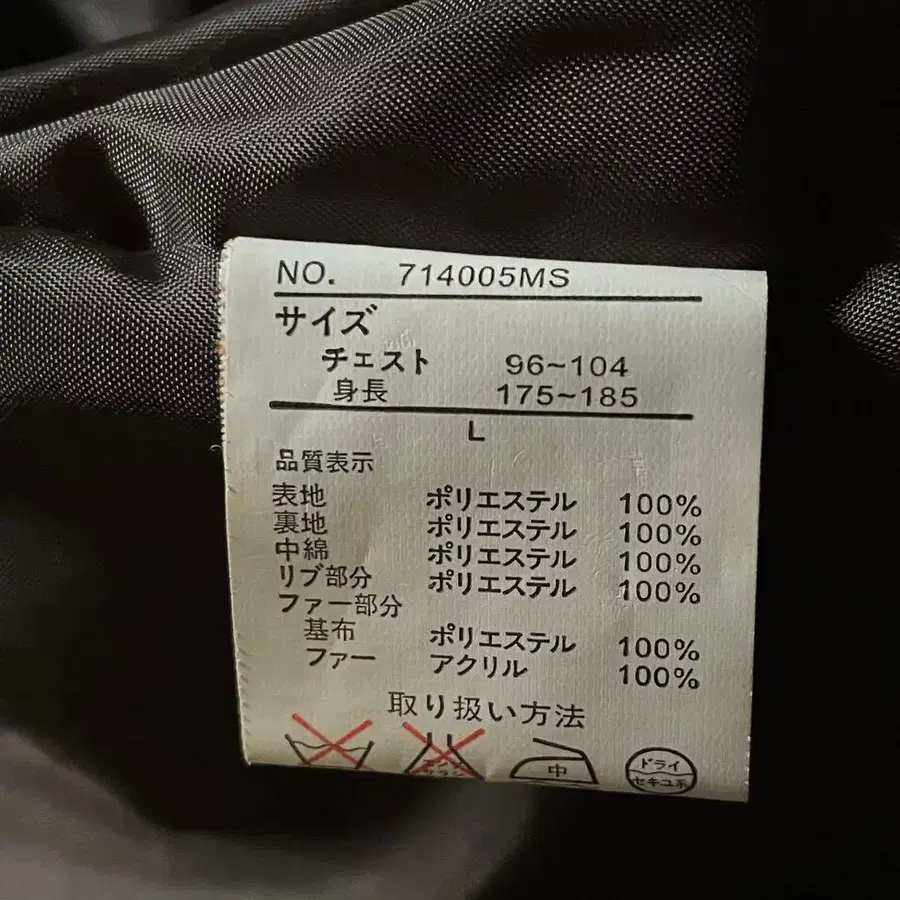 NO. 714005MS
サイズ
チェスト 96~104
身長 175~185
L
品質表示
表地 ポリエステル 100%
裏地 ポリエステル 100%
中綿 ポリエステル 100%
リブ部分 ポリエステル 100%
ファー部分
基布 ポリエステル 100%
ファー アクリル 100%
取り扱い方法
中
ドライ
セキユ系